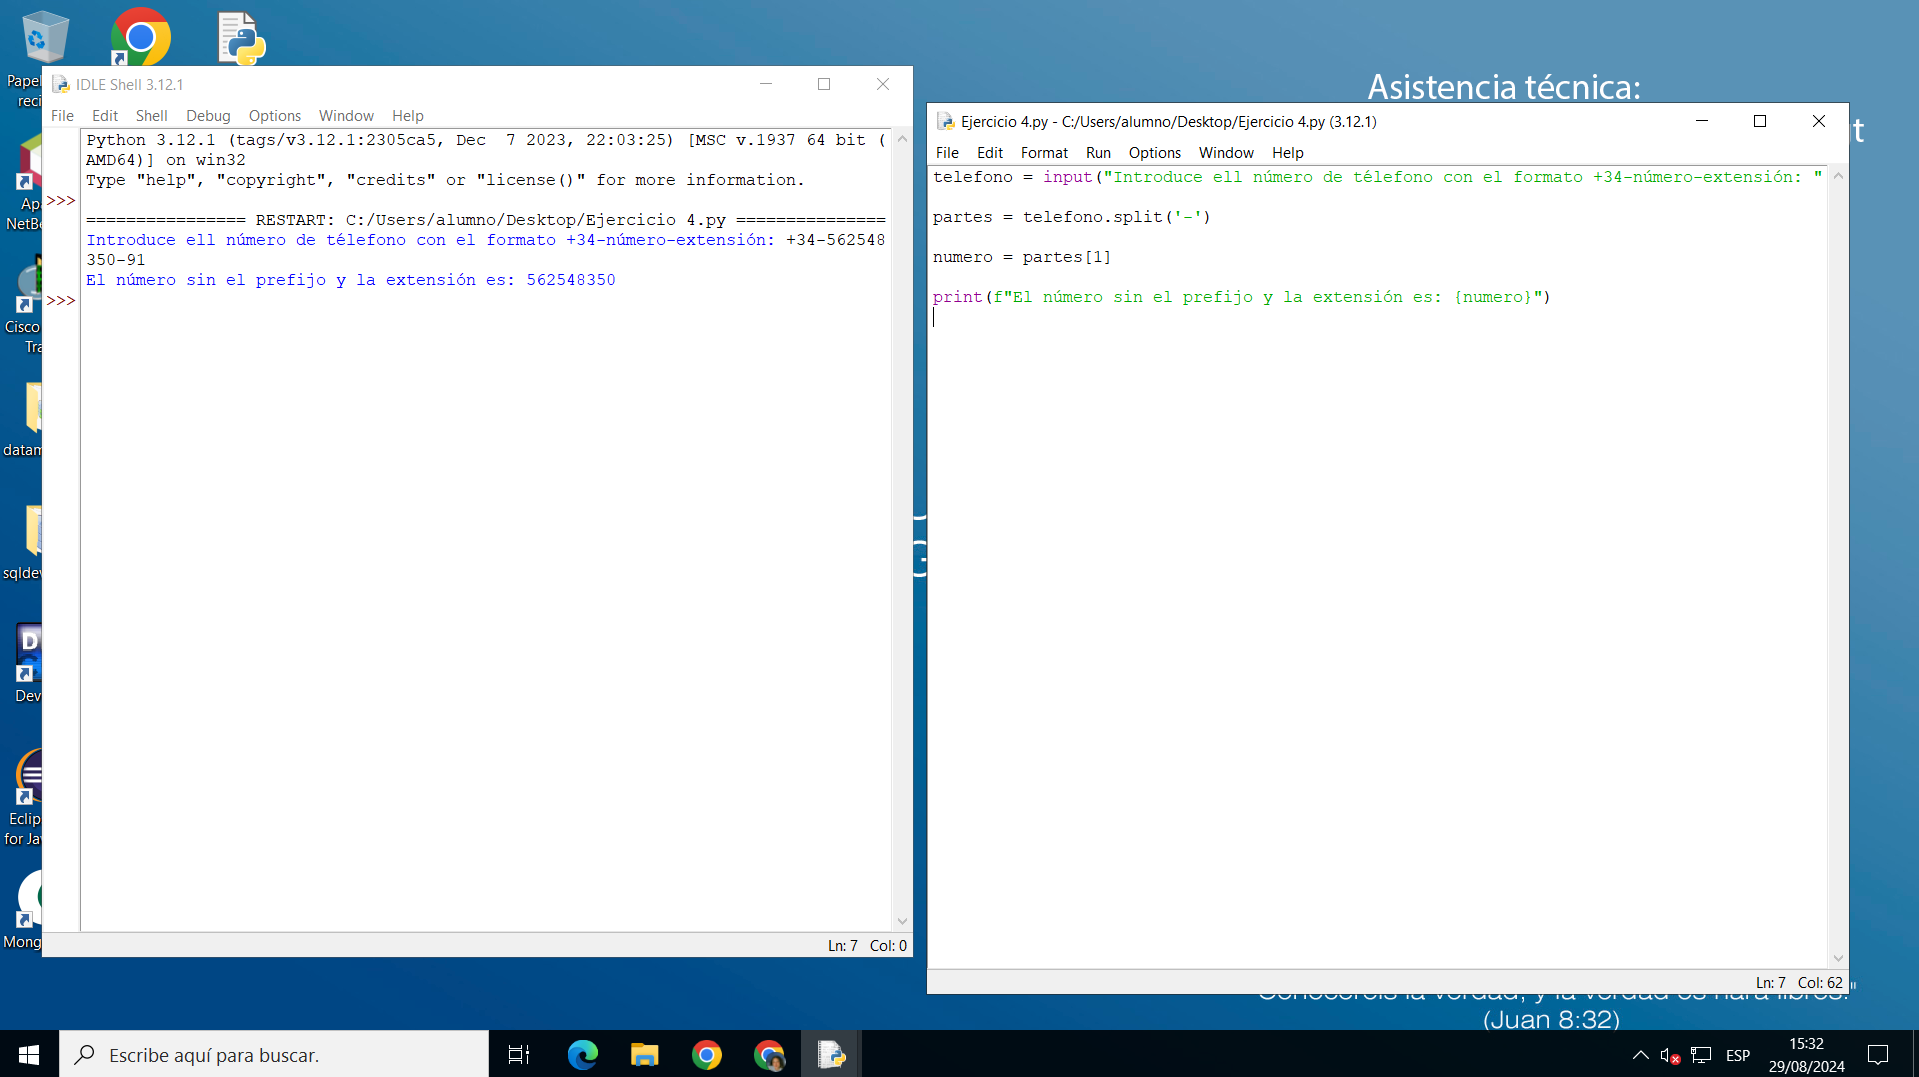 Asistencia técnica:
t
Pape
reci
Ap
NetB
Cisco
Tra
datam
sqldev
Dev
Eclip
for Ja
Mong
IDLE Shell 3.12.1
File Edit Shell Debug Options Window Help
Python 3.12.1 (tags/v3.12.1:2305ca5, Dec  7 2023, 22:03:25) [MSC v.1937 64 bit (
AMD64)] on win32
Type "help", "copyright", "credits" or "license()" for more information.
>>>
================ RESTART: C:/Users/alumno/Desktop/Ejercicio 4.py ===============
Introduce ell número de télefono con el formato +34-número-extensión: +34-562548
350-91
El número sin el prefijo y la extensión es: 562548350
>>>
Ln: 7 Col: 0
Ejercicio 4.py - C:/Users/alumno/Desktop/Ejercicio 4.py (3.12.1)
File Edit Format Run Options Window Help
telefono = input("Introduce ell número de télefono con el formato +34-número-extensión: "
partes = telefono.split('-')
numero = partes[1]
print(f"El número sin el prefijo y la extensión es: {numero}")
Ln: 7 Col: 62
G
Conoceréis la verdad, y la verdad os hará libres."
(Juan 8:32)
Escribe aquí para buscar.
ESP
15:32
29/08/2024